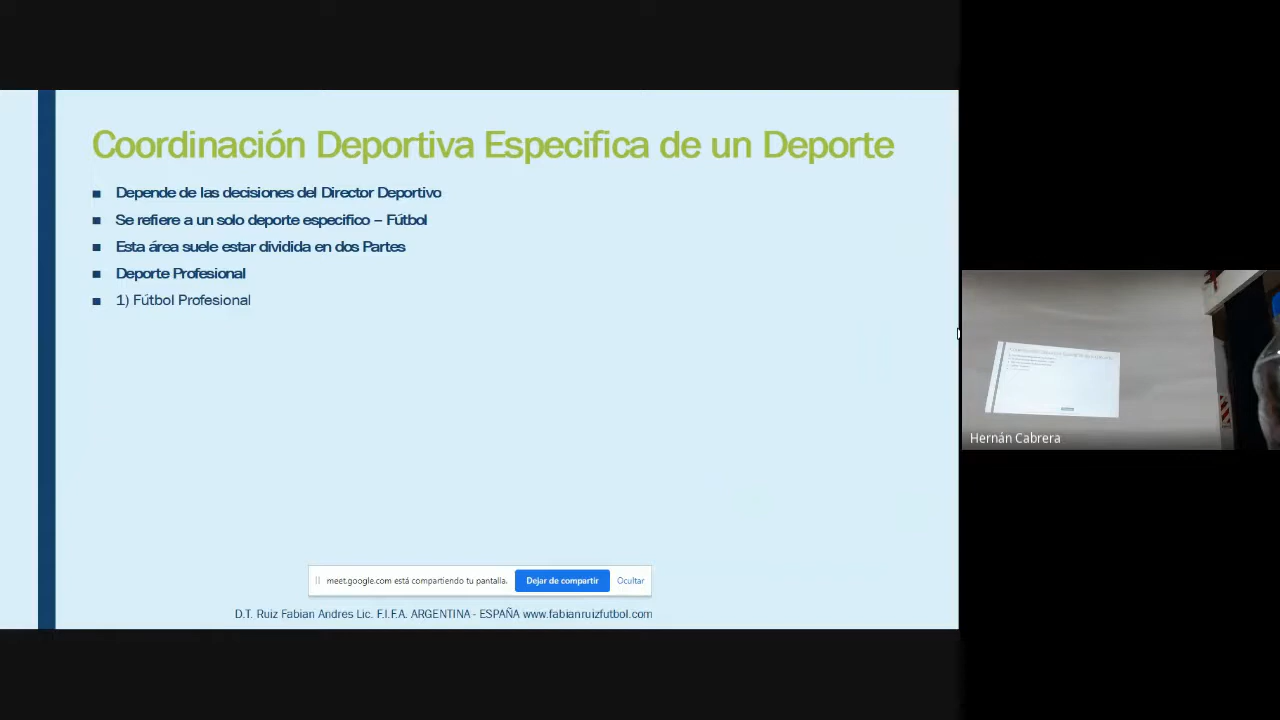 Coordinación Deportiva Especifica de un Deporte
■ Depende de las decisiones del Director Deportivo
■ Se refiere a un solo deporte especifico – Fútbol
■ Esta área suele estar dividida en dos Partes
■ Deporte Profesional
■ 1) Fútbol Profesional
Hernán Cabrera
meet.google.com está compartiendo tu pantalla. Dejar de compartir Ocultar
D.T. Ruiz Fabian Andres Lic. F.I.F.A. ARGENTINA - ESPAÑA www.fabianruizfutbol.com